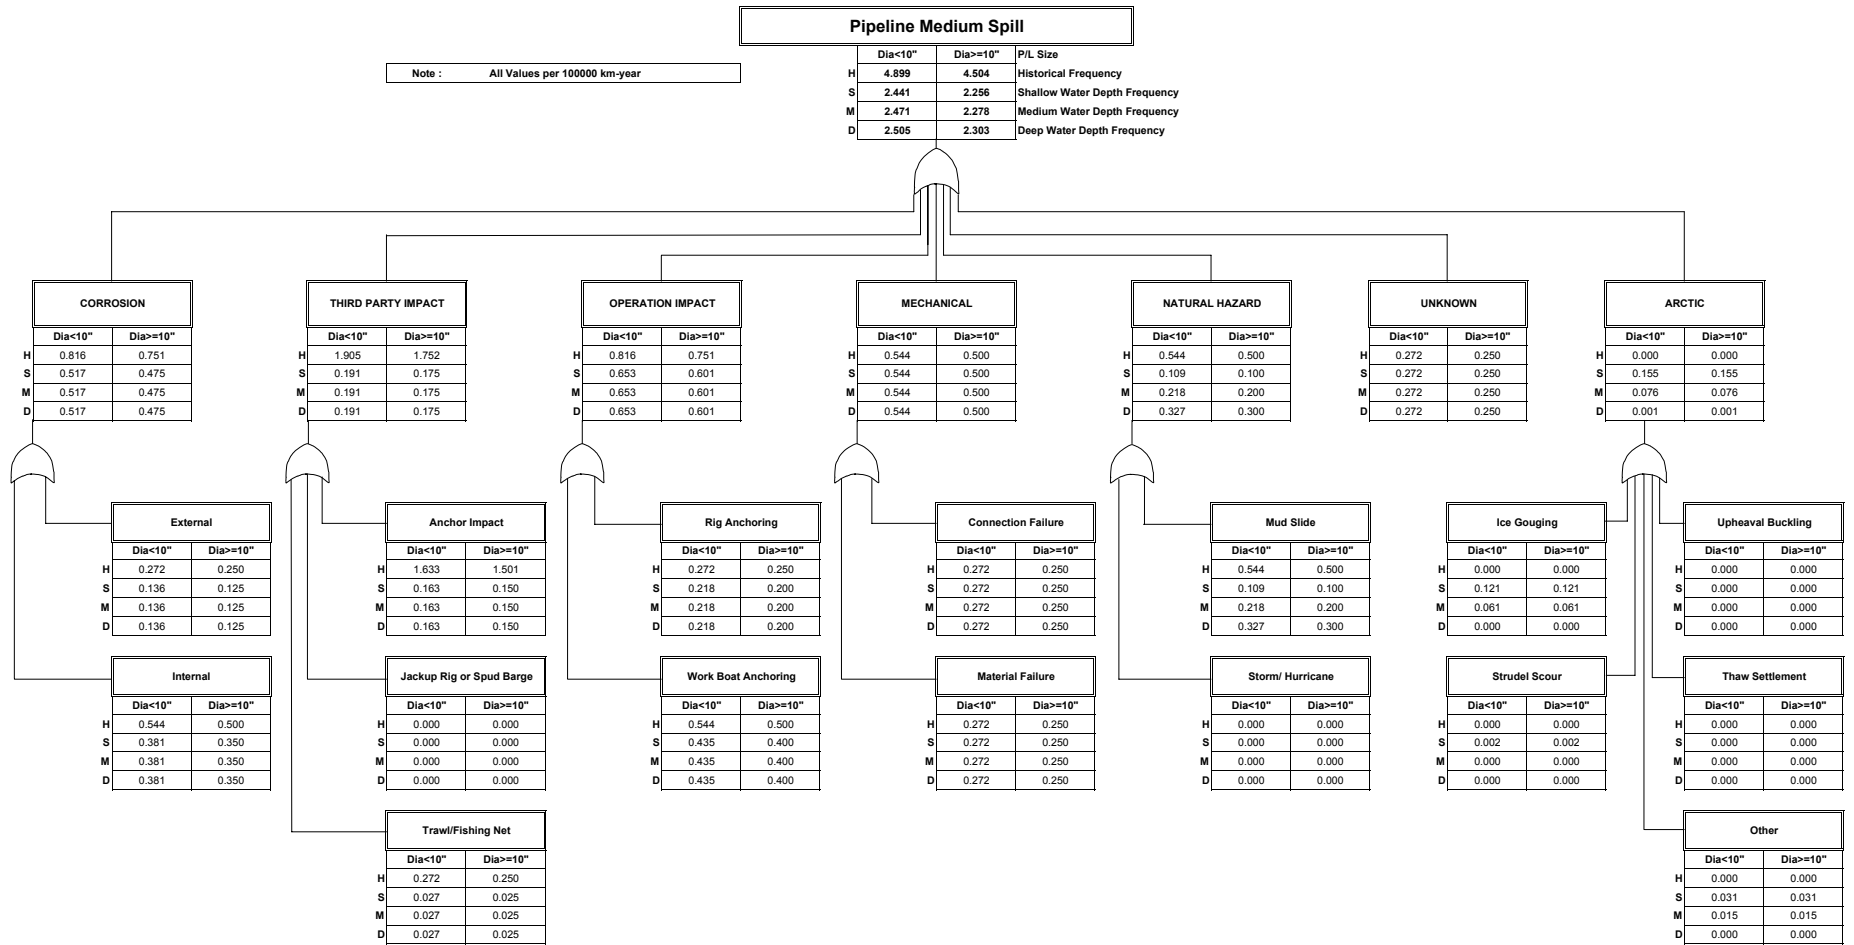 Pipeline Medium Spill
Dia<10" Dia>=10" P/L Size
Note : All Values per 100000 km-year
H 4.899 4.504 Historical Frequency
S 2.441 2.256 Shallow Water Depth Frequency
M 2.471 2.278 Medium Water Depth Frequency
D 2.505 2.303 Deep Water Depth Frequency
CORROSION
Dia<10" Dia>=10"
H 0.816 0.751
S 0.517 0.475
M 0.517 0.475
D 0.517 0.475
THIRD PARTY IMPACT
Dia<10" Dia>=10"
H 1.905 1.752
S 0.191 0.175
M 0.191 0.175
D 0.191 0.175
OPERATION IMPACT
Dia<10" Dia>=10"
H 0.816 0.751
S 0.653 0.601
M 0.653 0.601
D 0.653 0.601
MECHANICAL
Dia<10" Dia>=10"
H 0.544 0.500
S 0.544 0.500
M 0.544 0.500
D 0.544 0.500
NATURAL HAZARD
Dia<10" Dia>=10"
H 0.544 0.500
S 0.109 0.100
M 0.218 0.200
D 0.327 0.300
UNKNOWN
Dia<10" Dia>=10"
H 0.272 0.250
S 0.272 0.250
M 0.272 0.250
D 0.272 0.250
ARCTIC
Dia<10" Dia>=10"
H 0.000 0.000
S 0.155 0.155
M 0.076 0.076
D 0.001 0.001
External
Dia<10" Dia>=10"
H 0.272 0.250
S 0.136 0.125
M 0.136 0.125
D 0.136 0.125
Anchor Impact
Dia<10" Dia>=10"
H 1.633 1.501
S 0.163 0.150
M 0.163 0.150
D 0.163 0.150
Rig Anchoring
Dia<10" Dia>=10"
H 0.272 0.250
S 0.218 0.200
M 0.218 0.200
D 0.218 0.200
Connection Failure
Dia<10" Dia>=10"
H 0.272 0.250
S 0.272 0.250
M 0.272 0.250
D 0.272 0.250
Mud Slide
Dia<10" Dia>=10"
H 0.544 0.500
S 0.109 0.100
M 0.218 0.200
D 0.327 0.300
Ice Gouging
Dia<10" Dia>=10"
H 0.000 0.000
S 0.121 0.121
M 0.061 0.061
D 0.000 0.000
Upheaval Buckling
Dia<10" Dia>=10"
H 0.000 0.000
S 0.000 0.000
M 0.000 0.000
D 0.000 0.000
Internal
Dia<10" Dia>=10"
H 0.544 0.500
S 0.381 0.350
M 0.381 0.350
D 0.381 0.350
Jackup Rig or Spud Barge
Dia<10" Dia>=10"
H 0.000 0.000
S 0.000 0.000
M 0.000 0.000
D 0.000 0.000
Work Boat Anchoring
Dia<10" Dia>=10"
H 0.544 0.500
S 0.435 0.400
M 0.435 0.400
D 0.435 0.400
Material Failure
Dia<10" Dia>=10"
H 0.272 0.250
S 0.272 0.250
M 0.272 0.250
D 0.272 0.250
Storm/ Hurricane
Dia<10" Dia>=10"
H 0.000 0.000
S 0.000 0.000
M 0.000 0.000
D 0.000 0.000
Strudel Scour
Dia<10" Dia>=10"
H 0.000 0.000
S 0.002 0.002
M 0.000 0.000
D 0.000 0.000
Thaw Settlement
Dia<10" Dia>=10"
H 0.000 0.000
S 0.000 0.000
M 0.000 0.000
D 0.000 0.000
Trawl/Fishing Net
Dia<10" Dia>=10"
H 0.272 0.250
S 0.027 0.025
M 0.027 0.025
D 0.027 0.025
Other
Dia<10" Dia>=10"
H 0.000 0.000
S 0.031 0.031
M 0.015 0.015
D 0.000 0.000